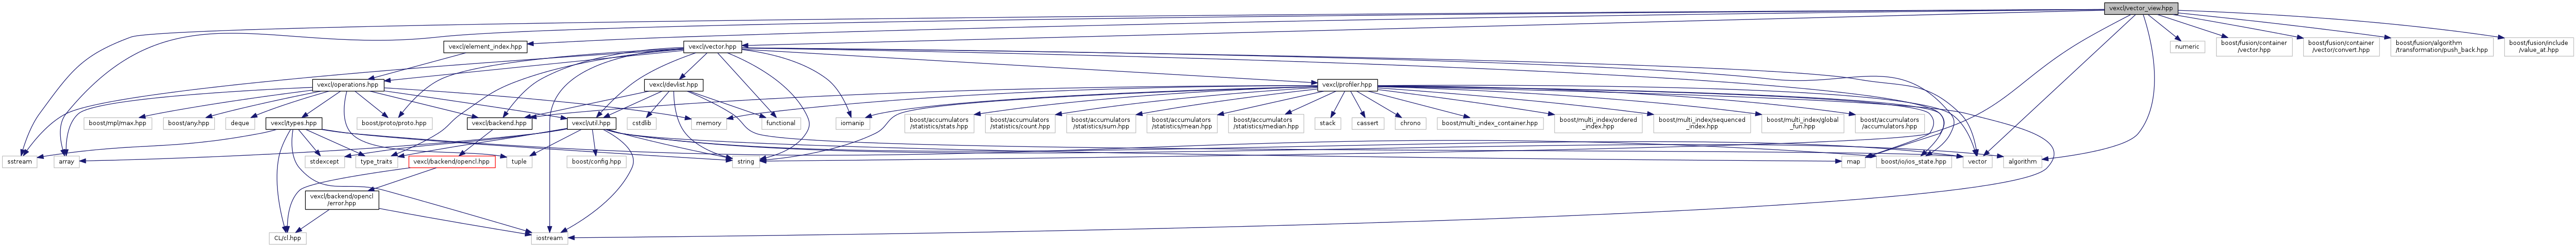 vexcl/vector_view.hpp
vexcl/element_index.hpp
vexcl/vector.hpp
numeric
boost/fusion/container
/vector.hpp
boost/fusion/container
/vector/convert.hpp
boost/fusion/algorithm
/transformation/push_back.hpp
boost/fusion/include
/value_at.hpp
vexcl/operations.hpp
vexcl/devlist.hpp
vexcl/profiler.hpp
boost/mpl/max.hpp
boost/any.hpp
deque
vexcl/types.hpp
boost/proto/proto.hpp
vexcl/backend.hpp
vexcl/util.hpp
cstdlib
memory
functional
iomanip
boost/accumulators
/statistics/stats.hpp
boost/accumulators
/statistics/count.hpp
boost/accumulators
/statistics/sum.hpp
boost/accumulators
/statistics/mean.hpp
boost/accumulators
/statistics/median.hpp
stack
cassert
chrono
boost/multi_index_container.hpp
boost/multi_index/ordered
_index.hpp
boost/multi_index/sequenced
_index.hpp
boost/multi_index/global
_fun.hpp
boost/accumulators
/accumulators.hpp
sstream
array
stdexcept
type_traits
vexcl/backend/opencl.hpp
tuple
boost/config.hpp
string
map
boost/io/ios_state.hpp
vector
algorithm
vexcl/backend/opencl
/error.hpp
CL/cl.hpp
iostream